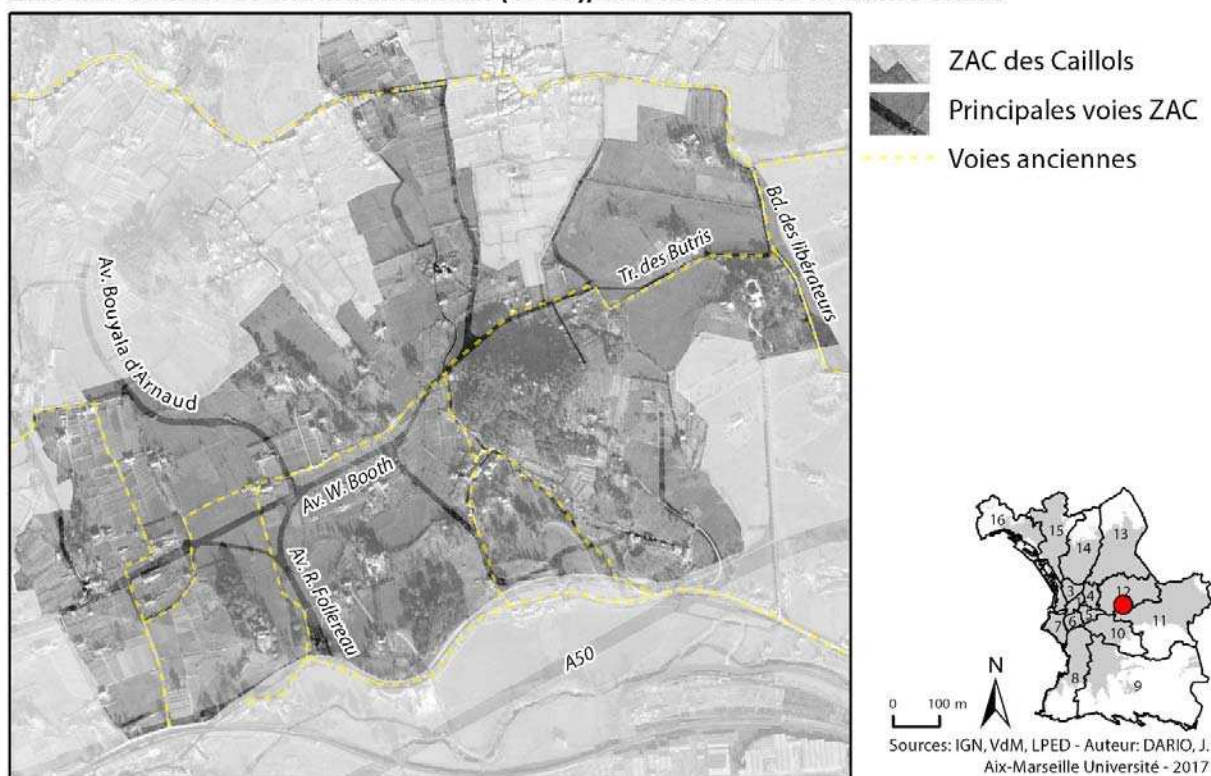 ZAC des Caillols
Principales voies ZAC
Voies anciennes
Bd. des libérateurs
Tr. des Butris
Av. Bouyala d'Arnaud
Av. W. Booth
Av. R. Follereau
A50
16
15
14
13
3
4
12
11
7
6
5
10
8
9
N
0 100 m
Sources: IGN, VdM, LPED - Auteur: DARIO, J.
Aix-Marseille Université - 2017